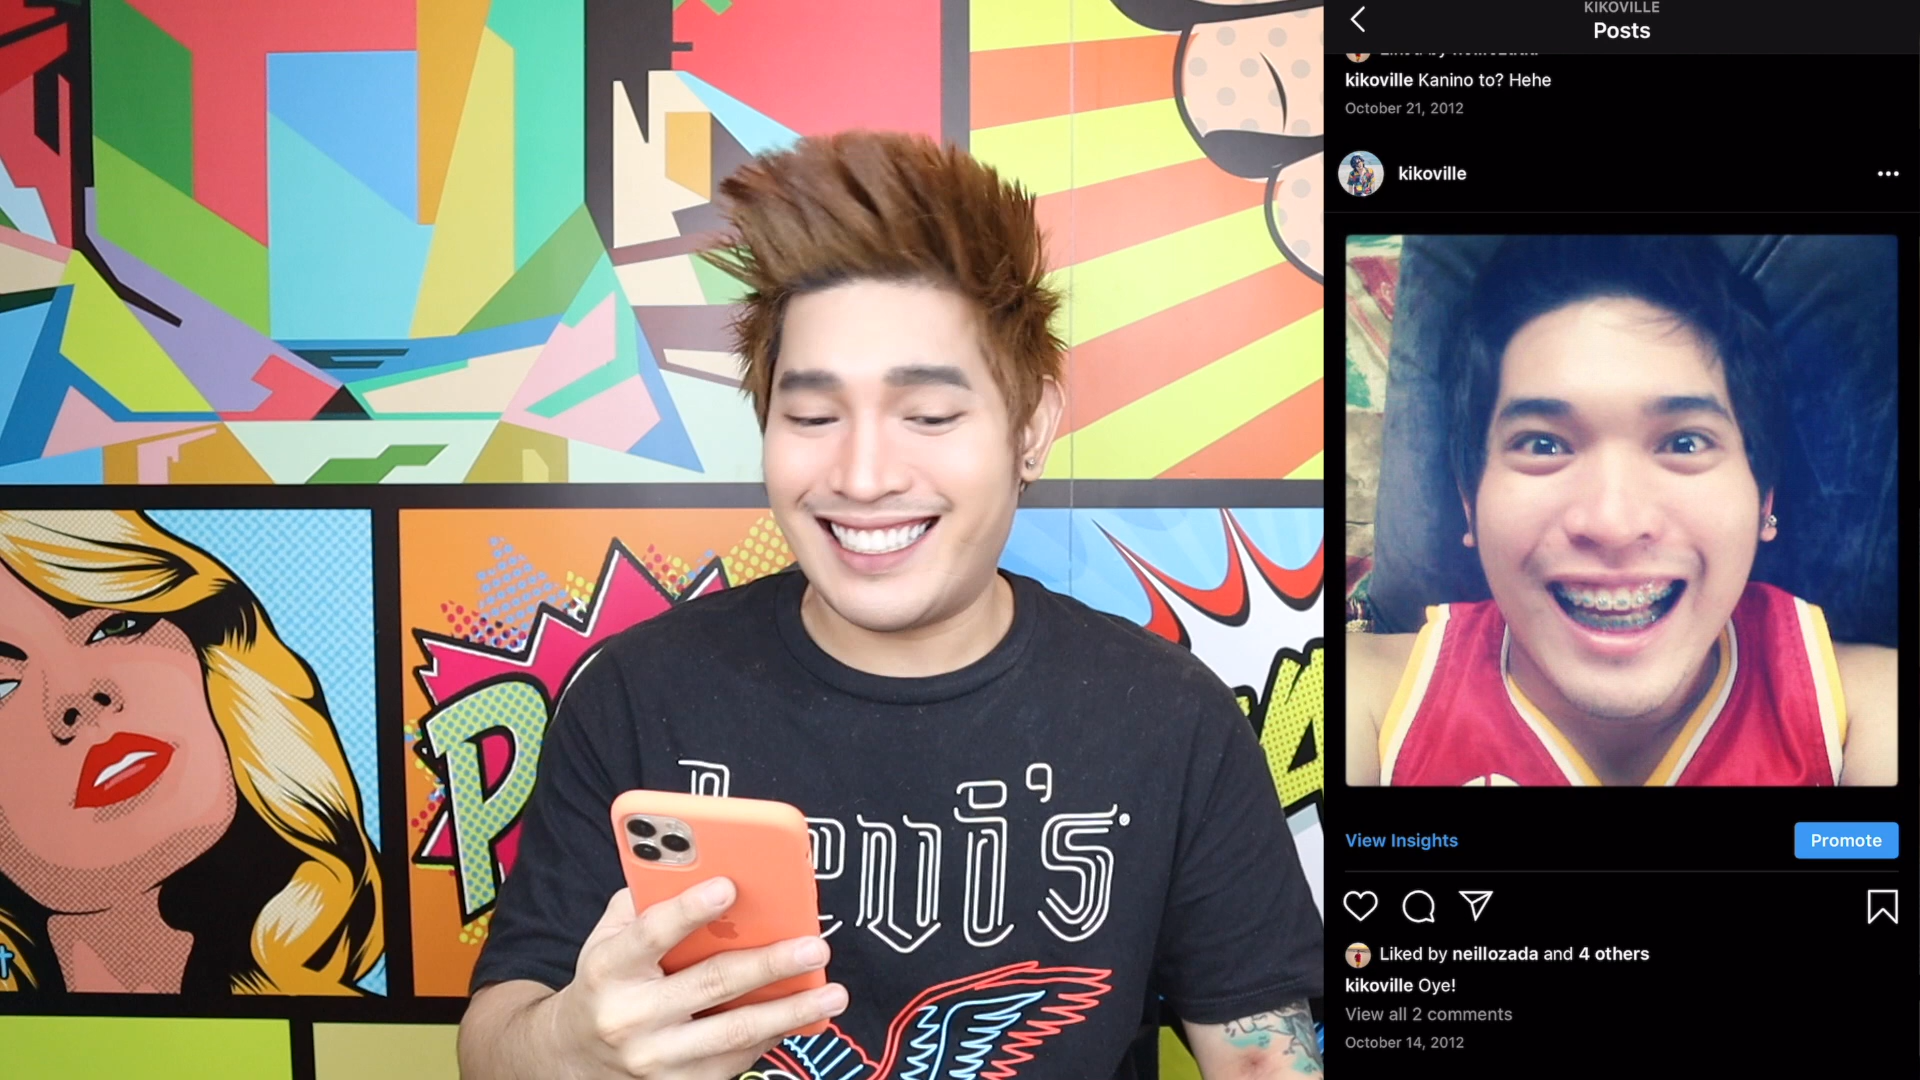 KIKOVILLE
Posts
kikoville Kanino to? Hehe
October 21, 2012
kikoville
Levi's
View Insights
Promote
Liked by neillozada and 4 others
kikoville Oye!
View all 2 comments
October 14, 2012